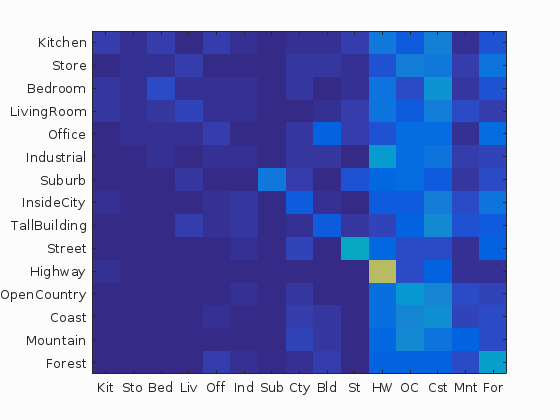 Kitchen
Store
Bedroom
LivingRoom
Office
Industrial
Suburb
InsideCity
TallBuilding
Street
Highway
OpenCountry
Coast
Mountain
Forest
Kit Sto Bed Liv Off Ind Sub Cty Bld St HW OC Cst Mnt For